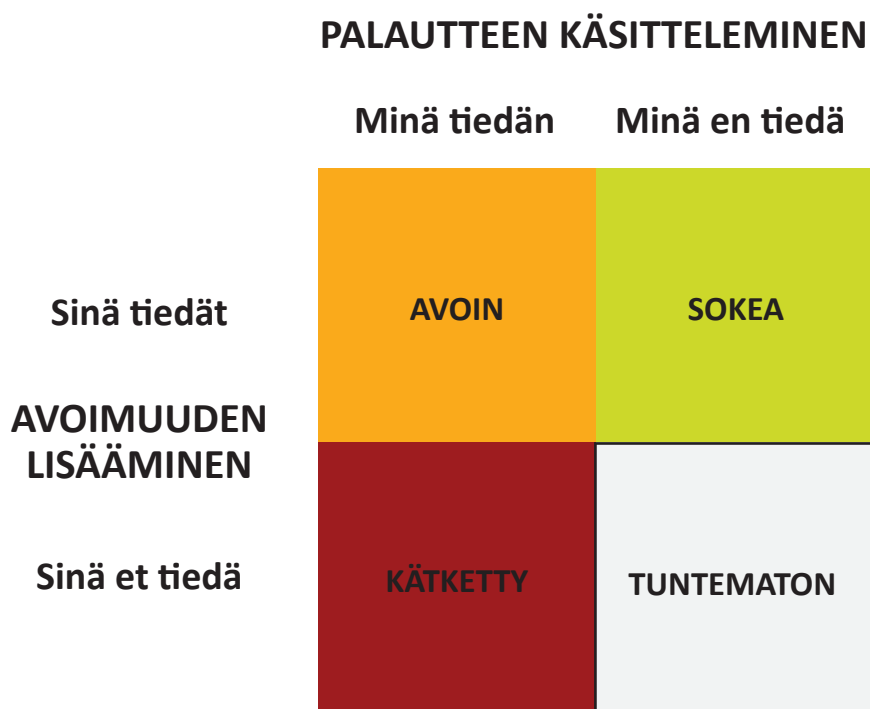 PALAUTTEEN KÄSITTELEMINEN
Minä tiedän
Minä en tiedä
Sinä tiedät
AVOIN
SOKEA
AVOIMUUDEN
LISÄÄMINEN
Sinä et tiedä
KÄTKETTY
TUNTEMATON